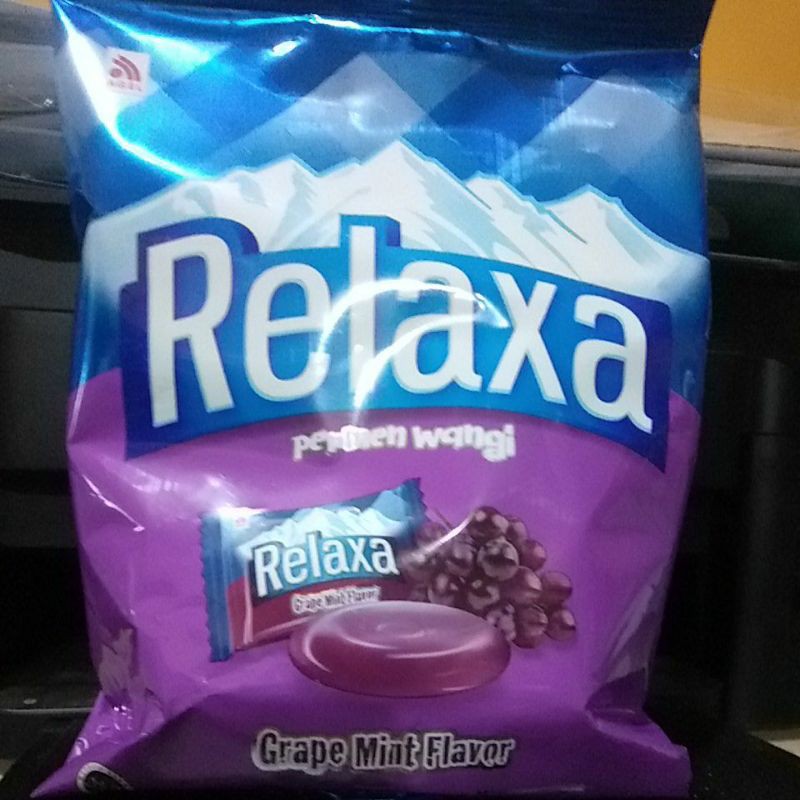 Relaxa
permen wangi
Relaxa
Grape Mint Flavor
Grape Mint Flavor